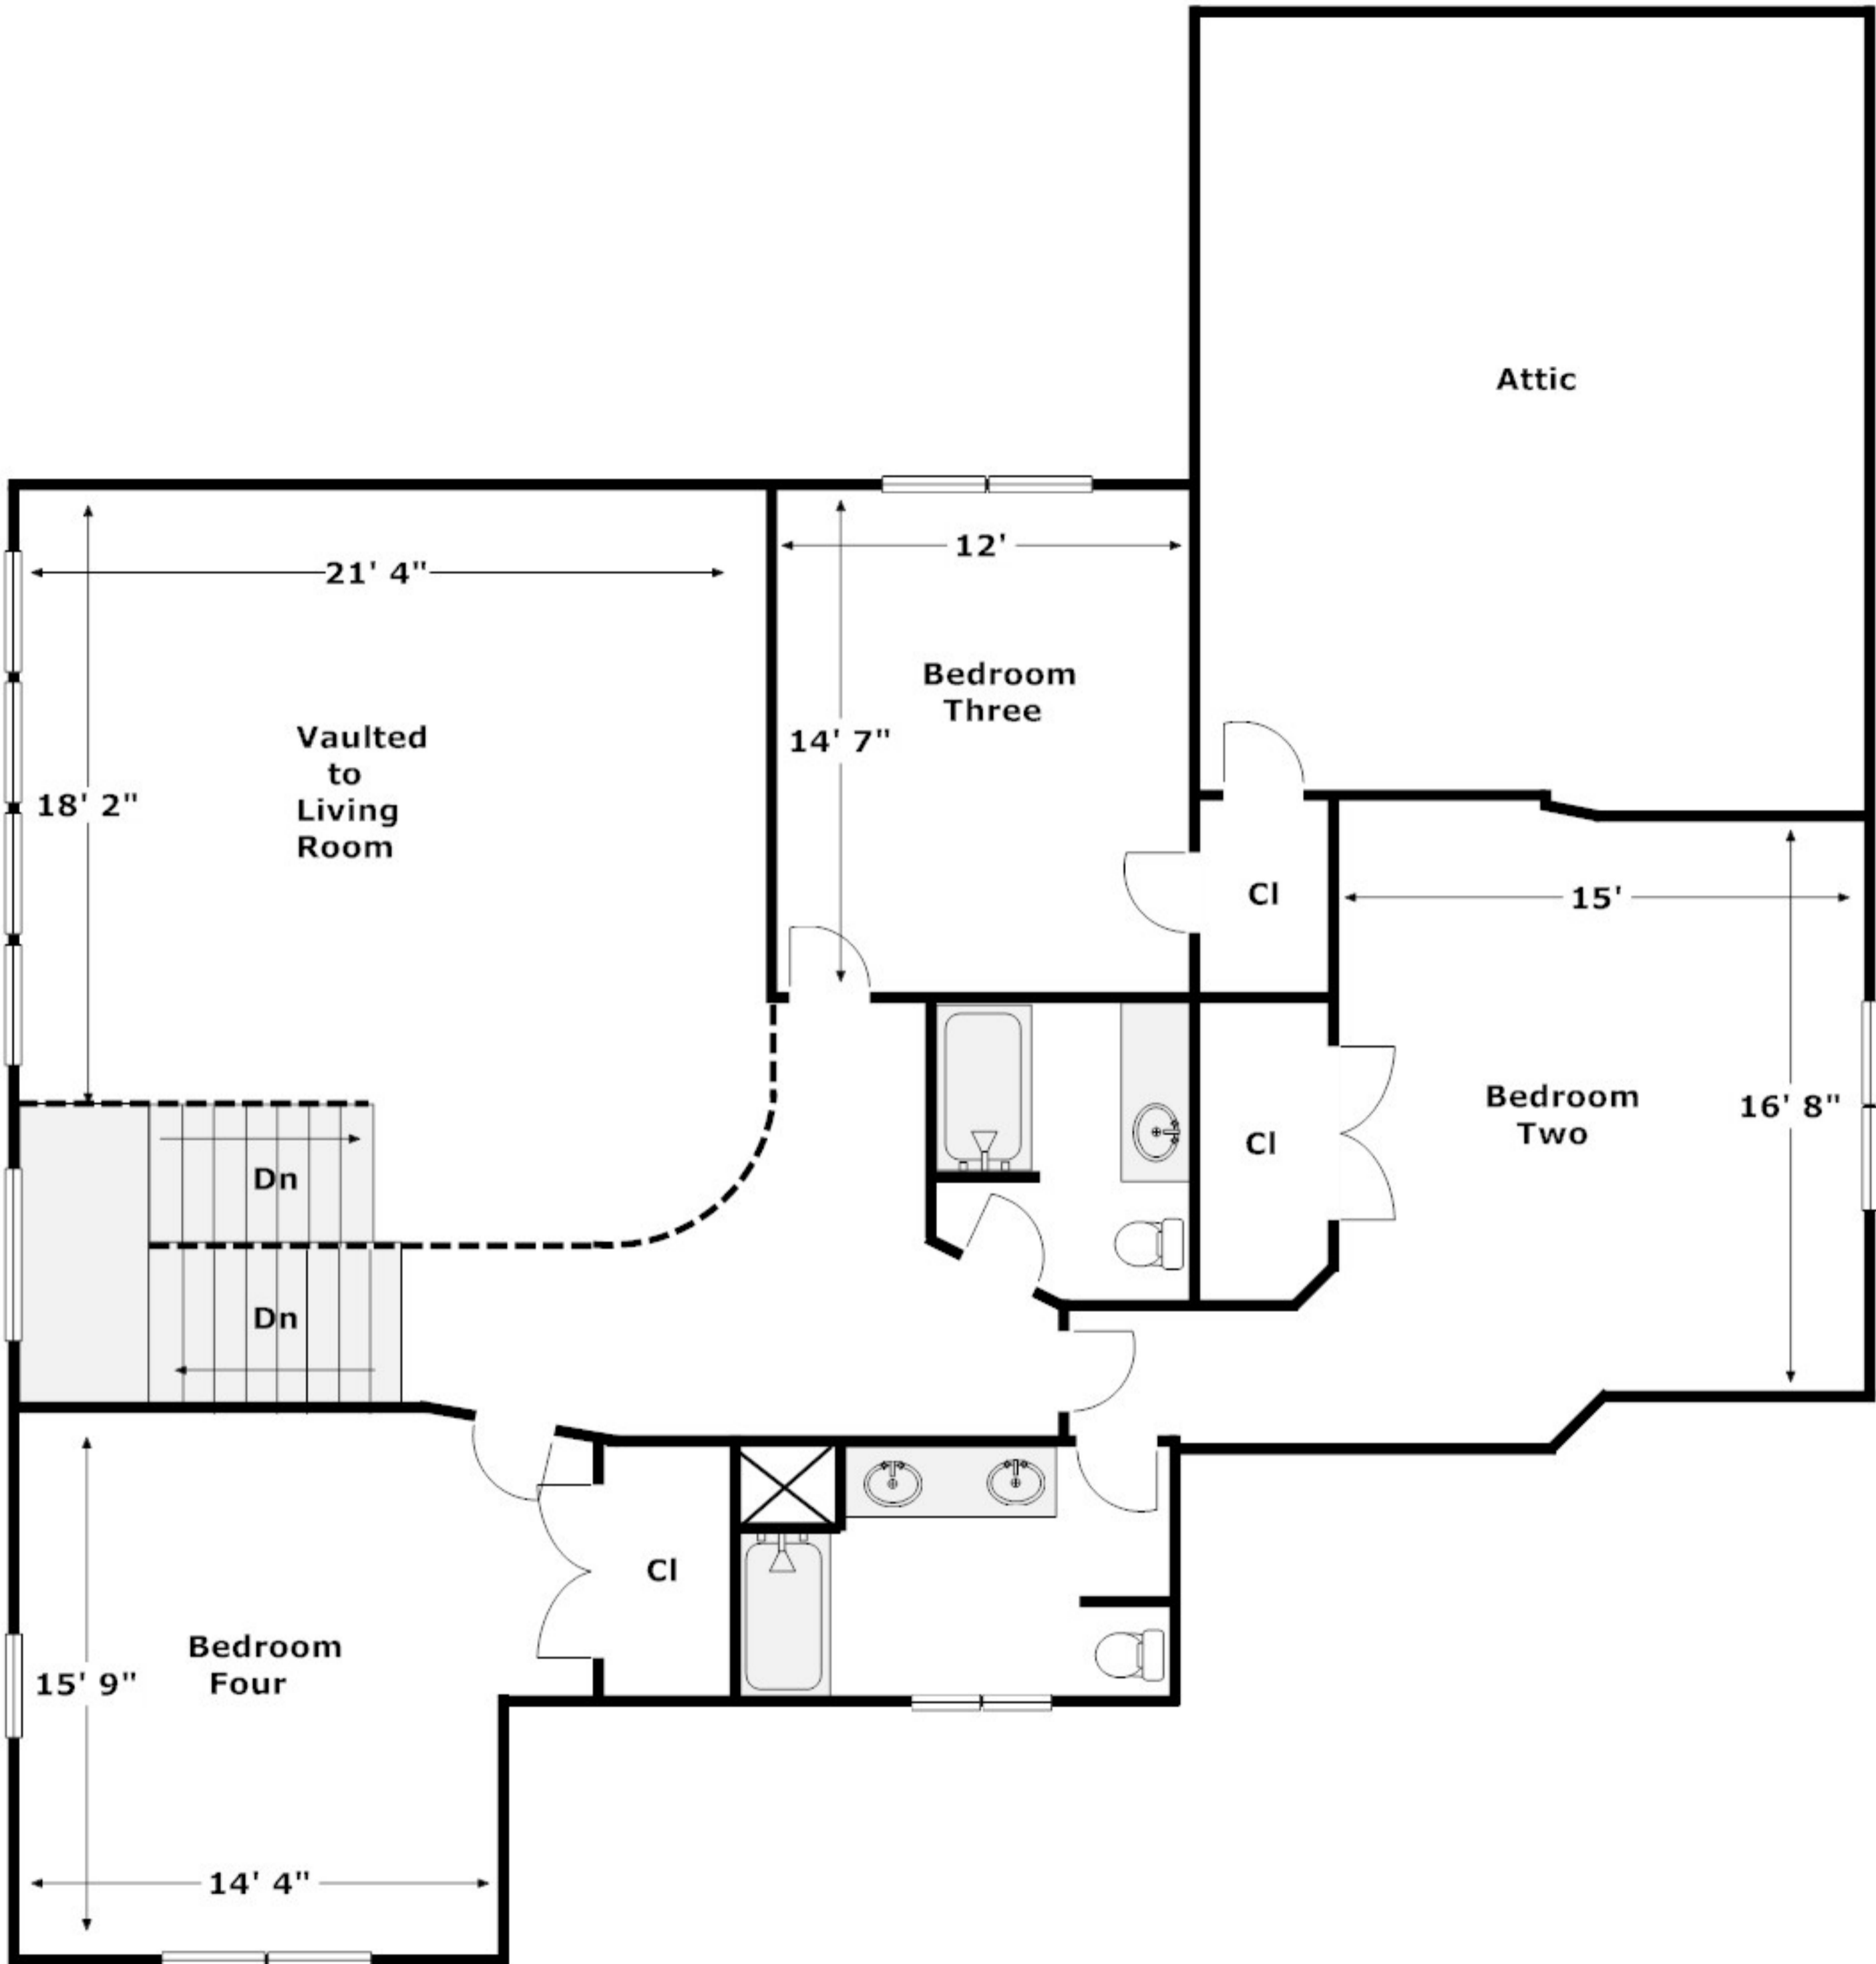 Attic
12'
21' 4"
Bedroom
Three
Vaulted
to
Living
Room
14' 7"
18' 2"
Cl
15'
Bedroom
Two
16' 8"
Cl
Dn
Dn
Cl
Bedroom
Four
15' 9"
14' 4"